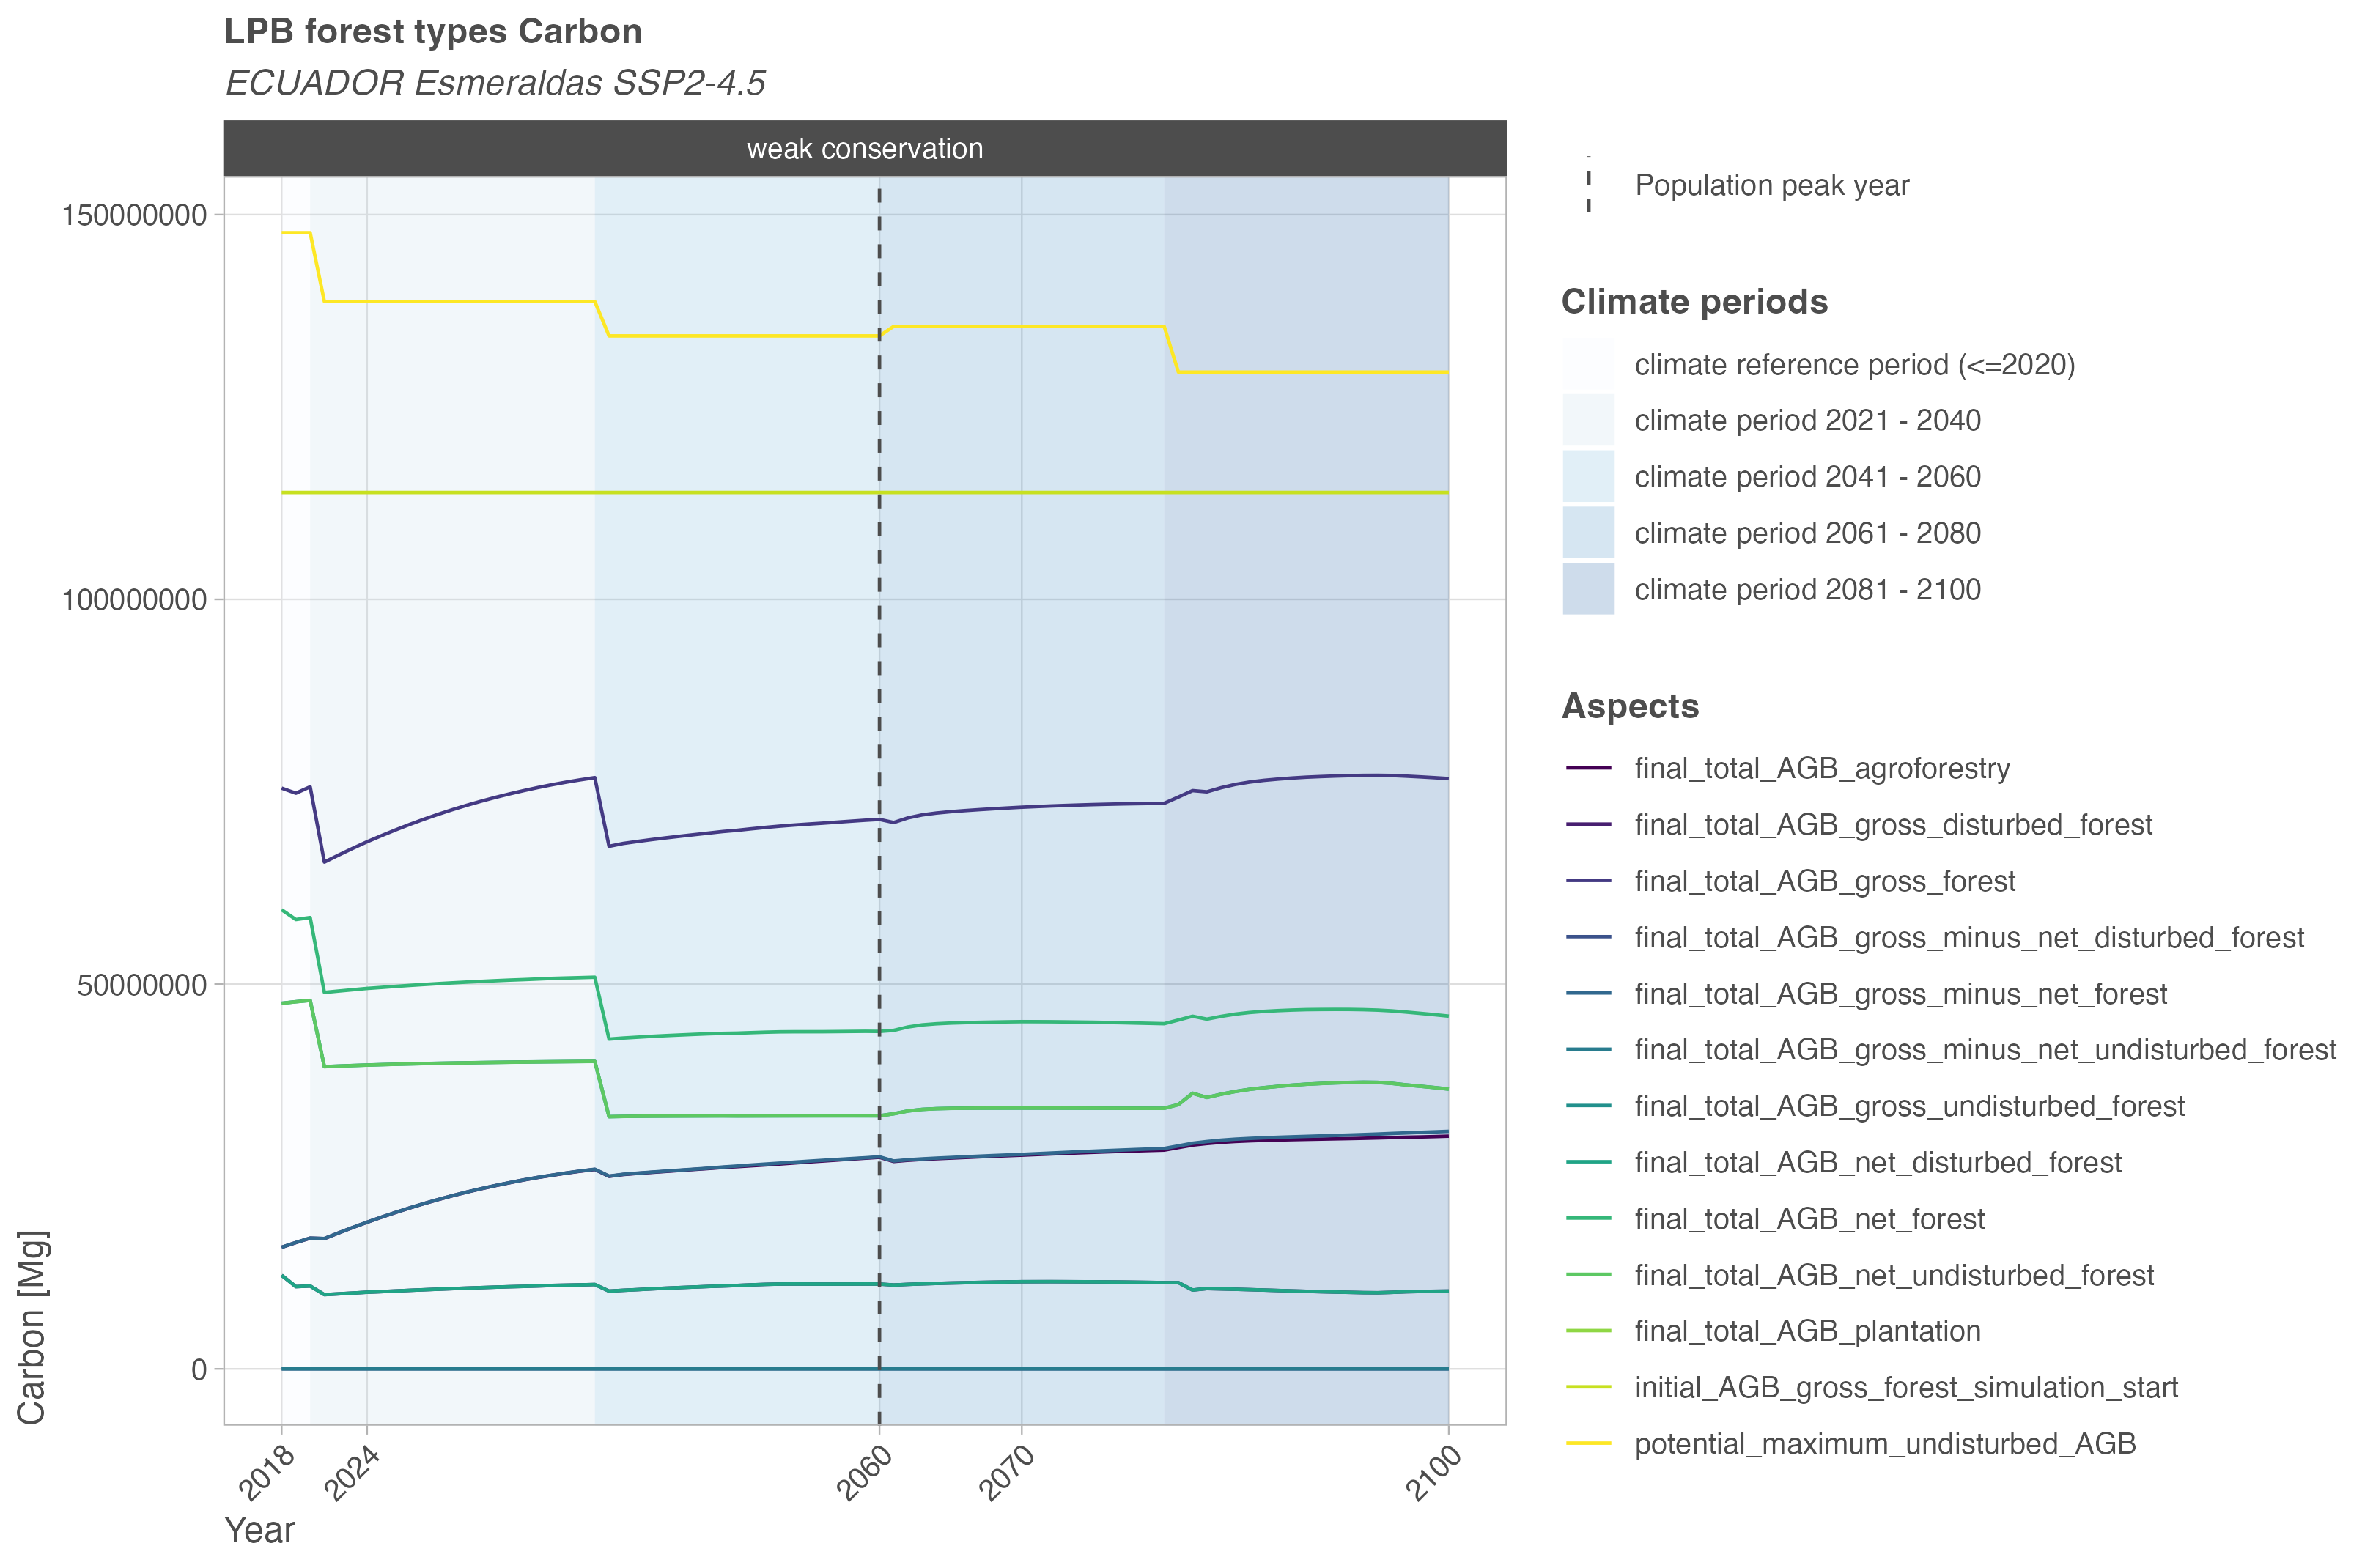 LPB forest types Carbon
ECUADOR Esmeraldas SSP2-4.5
weak conservation
150000000
100000000
50000000
0
Carbon [Mg]
2018
2024
2060
2070
2100
Year
Population peak year
Climate periods
climate reference period (<=2020)
climate period 2021 - 2040
climate period 2041 - 2060
climate period 2061 - 2080
climate period 2081 - 2100
Aspects
final_total_AGB_agroforestry
final_total_AGB_gross_disturbed_forest
final_total_AGB_gross_forest
final_total_AGB_gross_minus_net_disturbed_forest
final_total_AGB_gross_minus_net_forest
final_total_AGB_gross_minus_net_undisturbed_forest
final_total_AGB_gross_undisturbed_forest
final_total_AGB_net_disturbed_forest
final_total_AGB_net_forest
final_total_AGB_net_undisturbed_forest
final_total_AGB_plantation
initial_AGB_gross_forest_simulation_start
potential_maximum_undisturbed_AGB